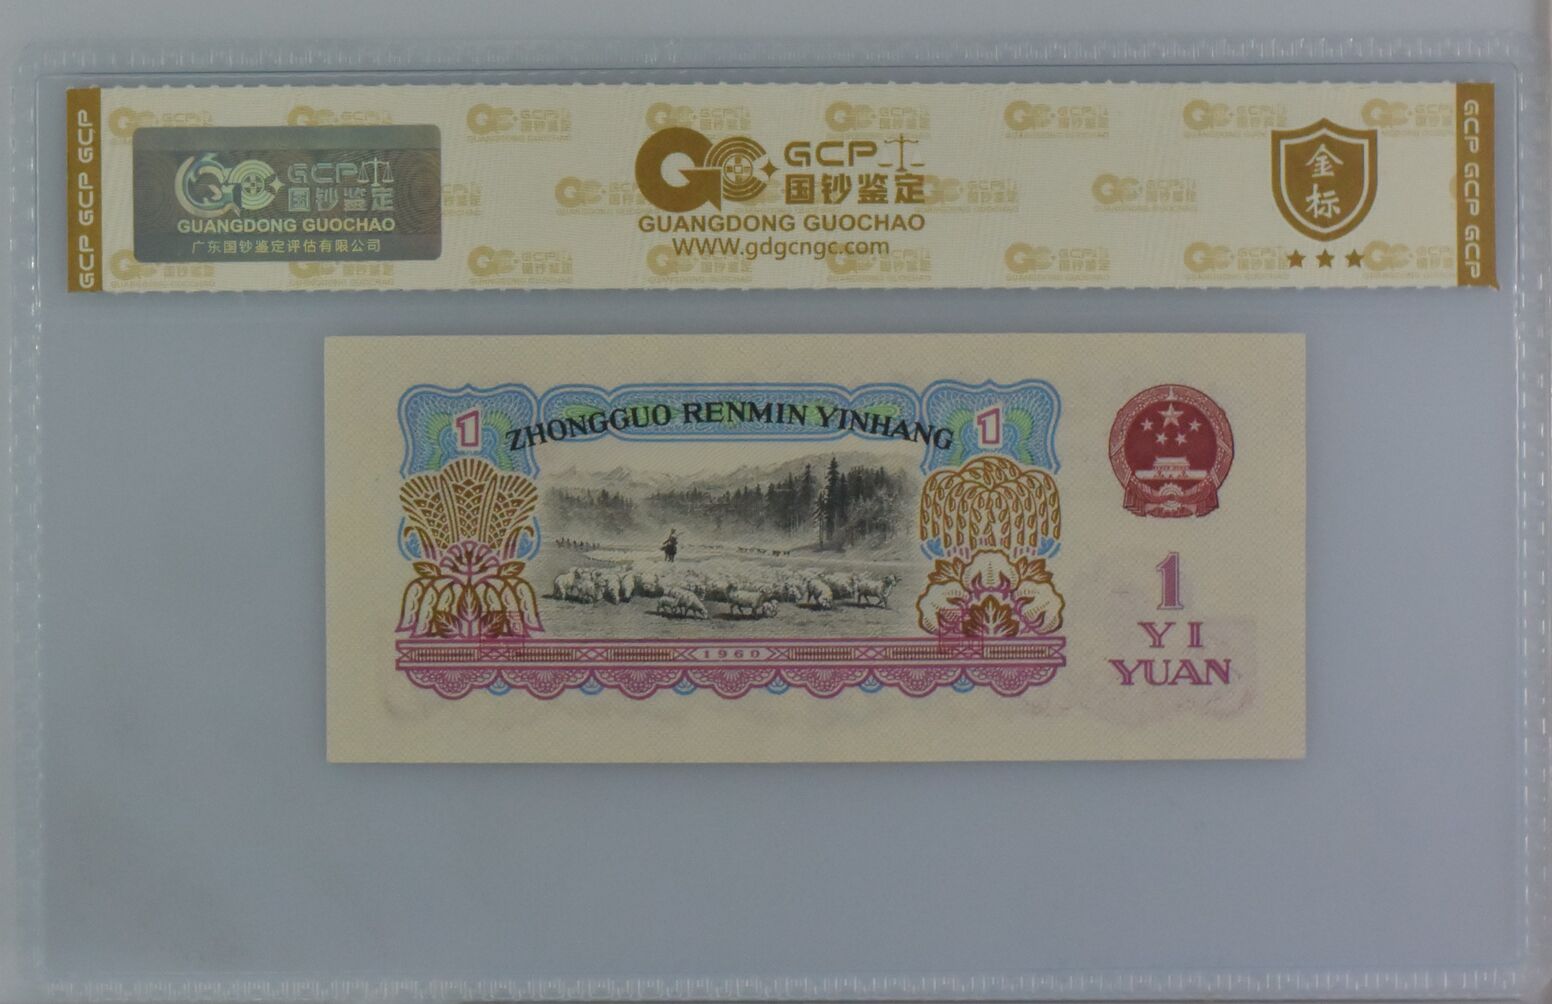 GCP GCP GCP
GCP
国钞鉴定
GUANGDONG GUOCHAO
广东国钞鉴定评估有限公司
GCP
国钞鉴定
GUANGDONG GUOCHAO
WWW.gdgcngc.com
金
标
GCP GCP GCP
1
ZHONGGUO RENMIN YINHANG
1
1960
1
YI
YUAN